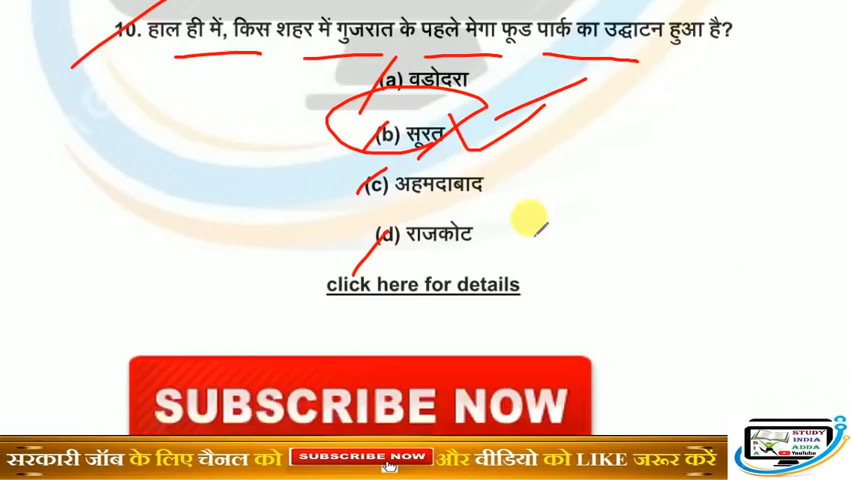 10. हाल ही में, किस शहर में गुजरात के पहले मेगा फूड पार्क का उद्घाटन हुआ है?
(a) वडोदरा
(b) सूरत
(c) अहमदाबाद
(d) राजकोट
click here for details
SUBSCRIBE NOW
सरकारी जॉब के लिए चैनल को SUBSCRIBE NOW और वीडियो को LIKE जरूर करें
STUDY
INDIA
ADDA
YouTube